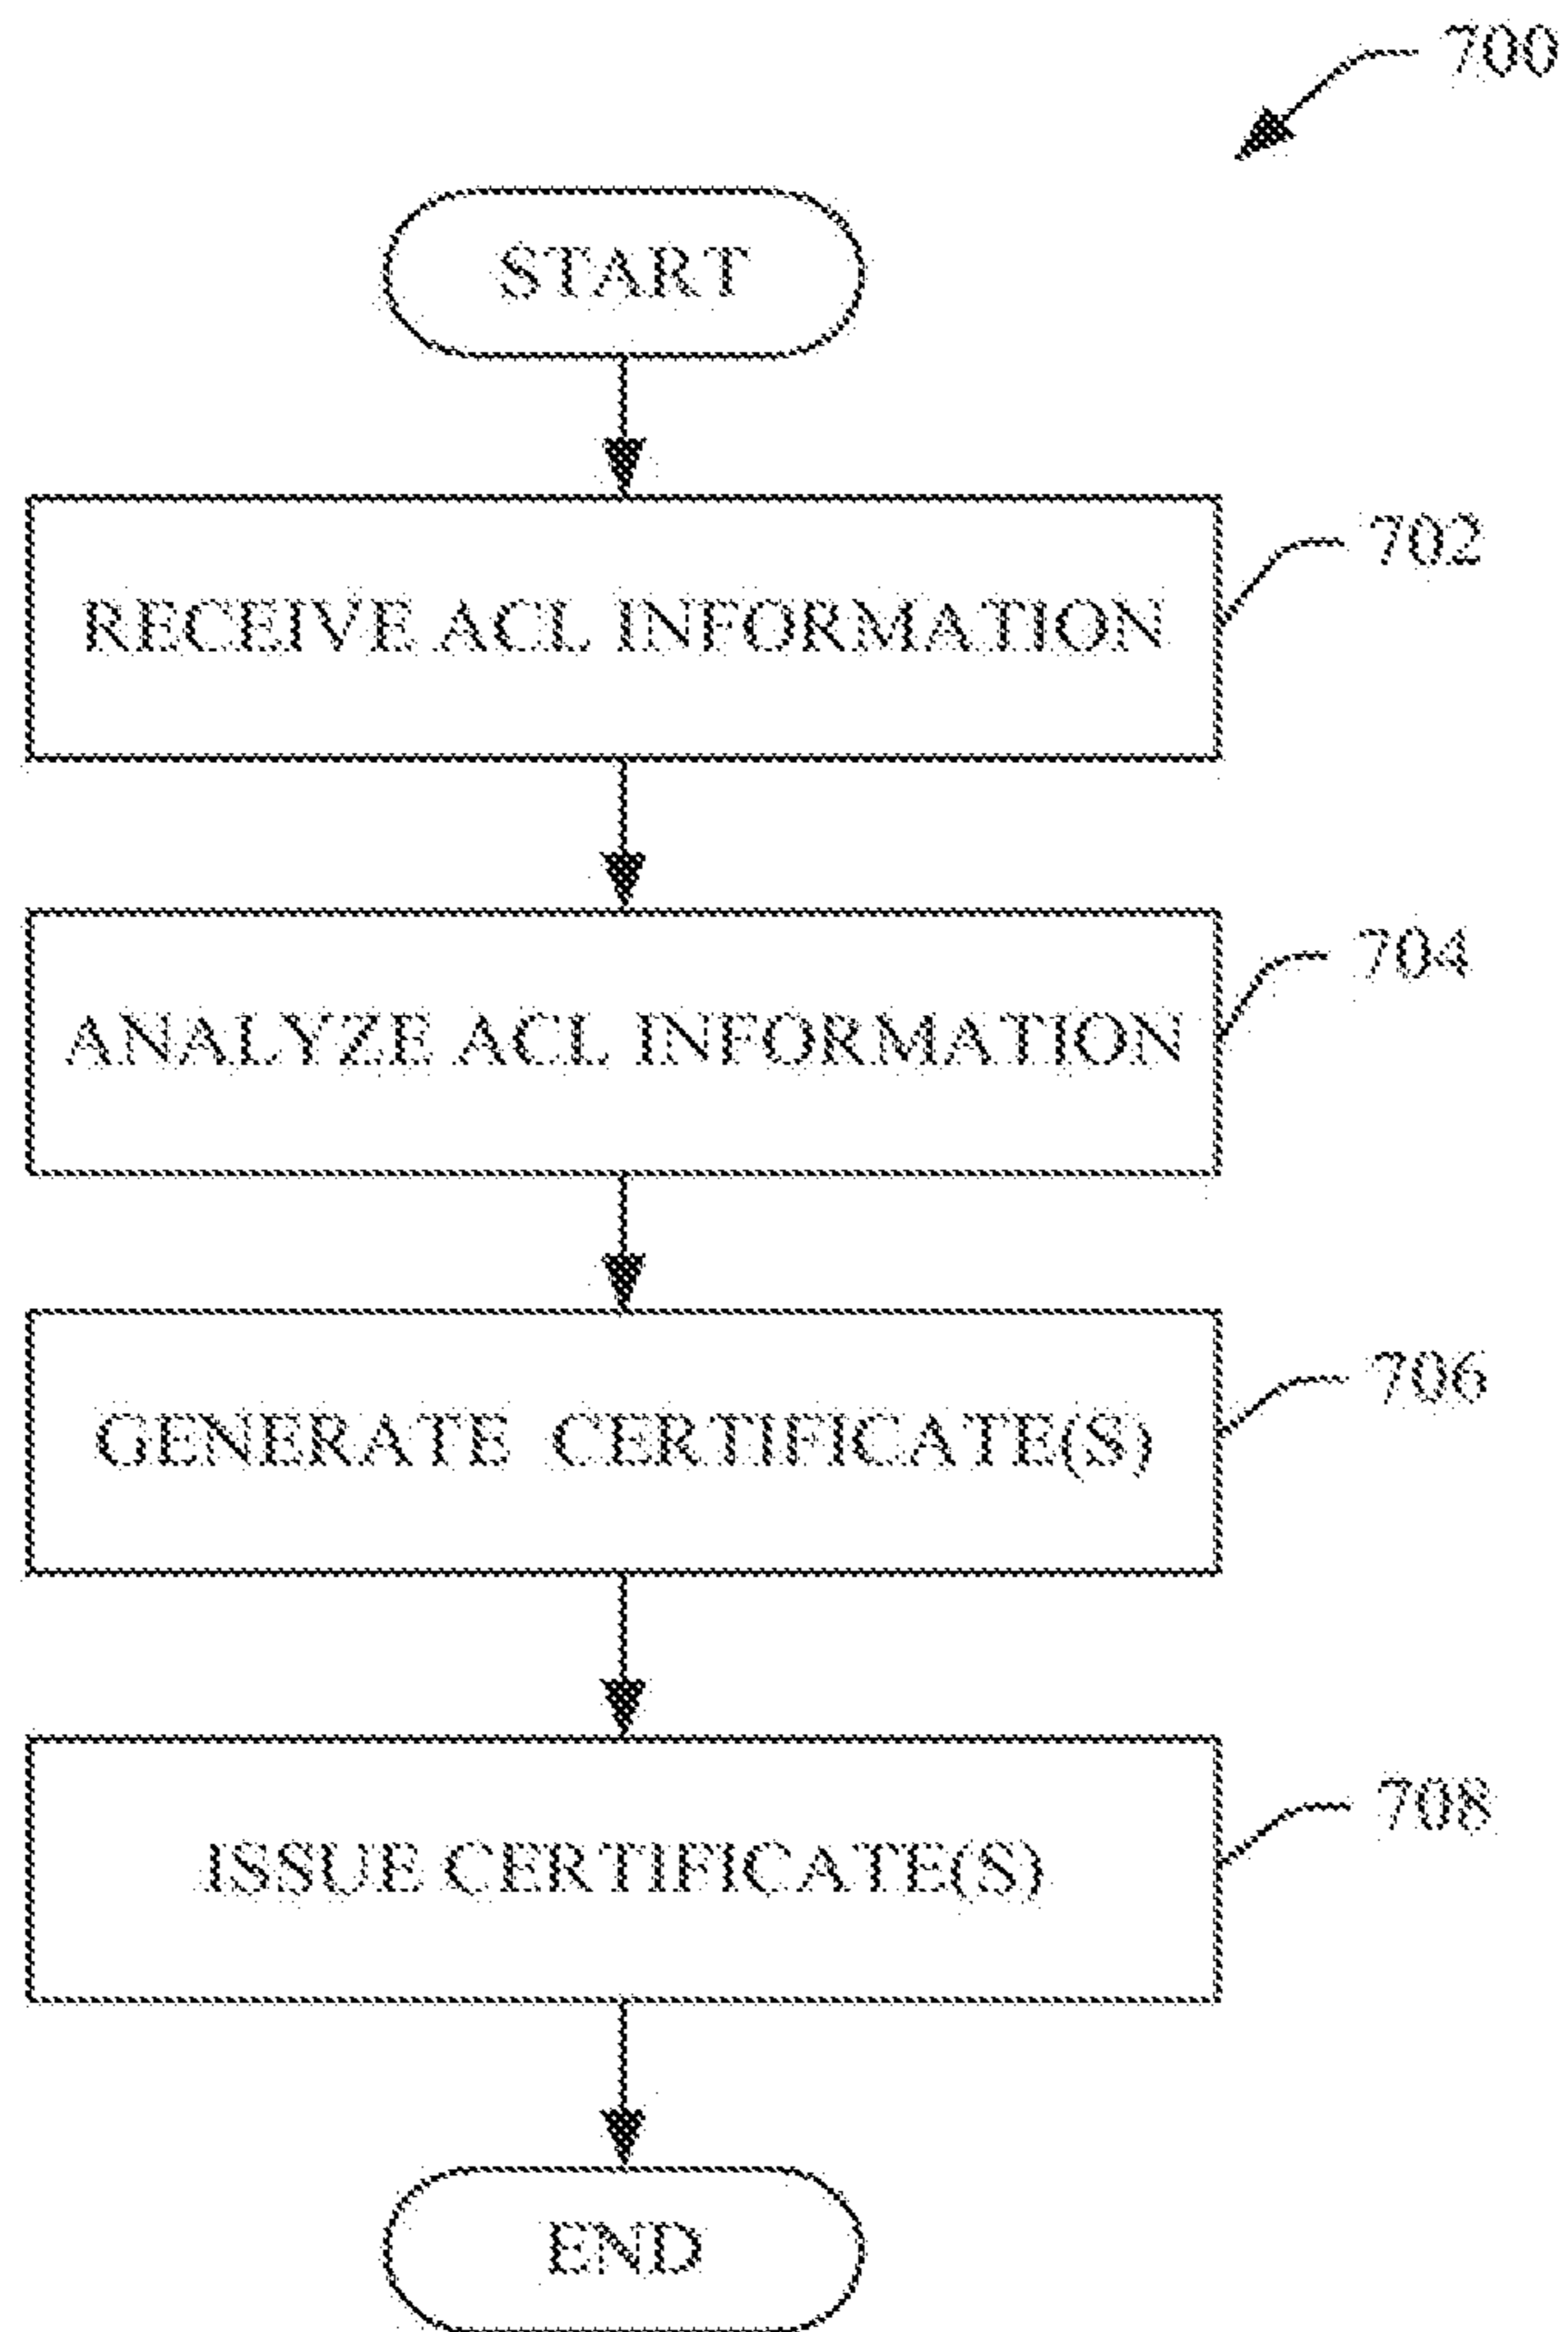 700
START
RECEIVE ACL INFORMATION
702
ANALYZE ACL INFORMATION
704
GENERATE CERTIFICATE(S)
706
ISSUE CERTIFICATE(S)
708
END